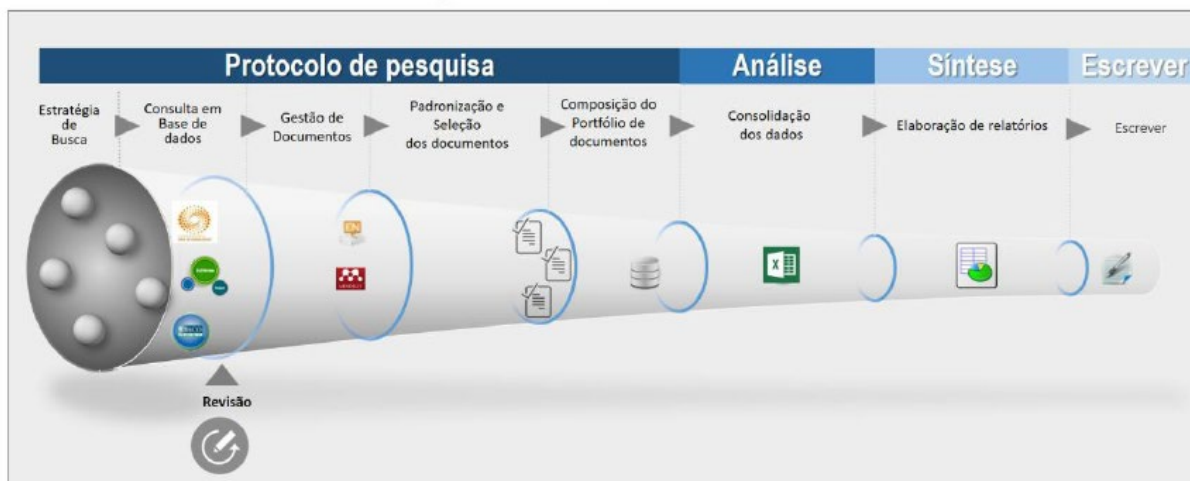 Protocolo de pesquisa
Análise
Síntese
Escrever
Estratégia
de
Busca
Consulta em
Base de
dados
Gestão de
Documentos
Padronização e
Seleção
dos documentos
Composição do
Portfólio de
documentos
Consolidação
dos dados
Elaboração de relatórios
Escrever
EN
X
Revisão